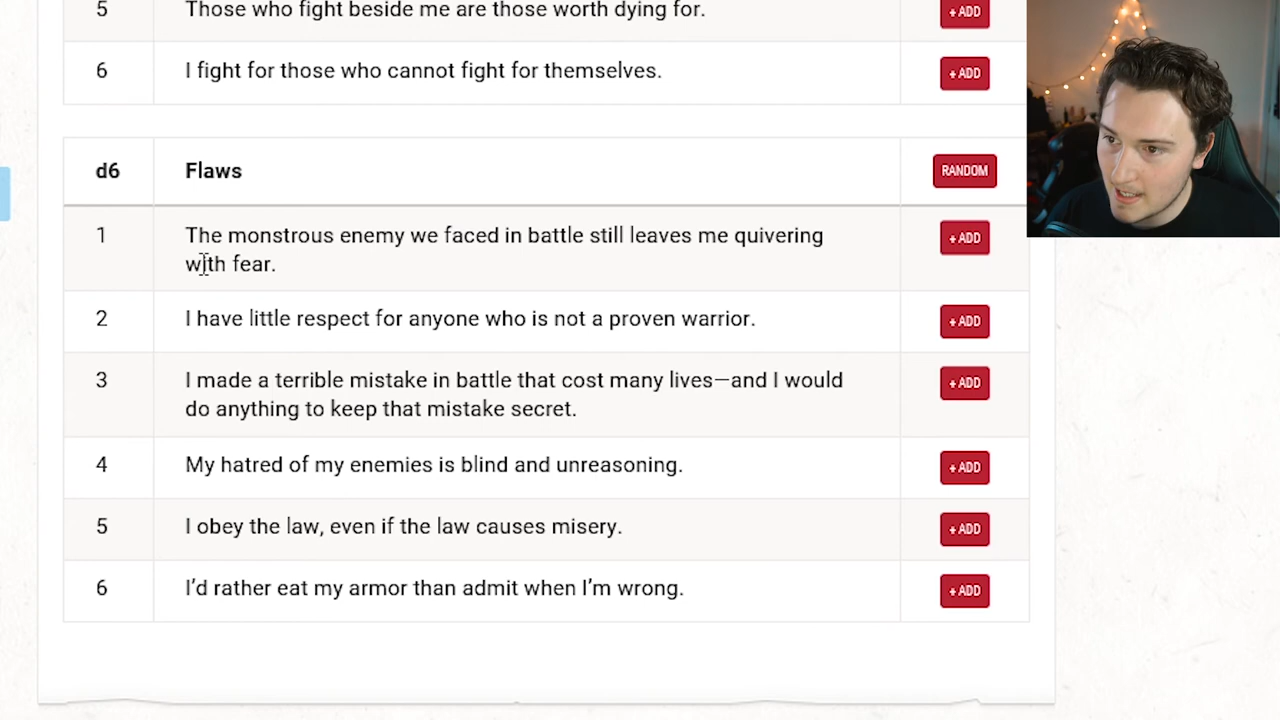 5 Those who fight beside me are those worth dying for. + ADD
6 I fight for those who cannot fight for themselves. + ADD
d6 Flaws RANDOM
1 The monstrous enemy we faced in battle still leaves me quivering + ADD
with fear.
2 I have little respect for anyone who is not a proven warrior. + ADD
3 I made a terrible mistake in battle that cost many lives—and I would + ADD
do anything to keep that mistake secret.
4 My hatred of my enemies is blind and unreasoning. + ADD
5 I obey the law, even if the law causes misery. + ADD
6 I’d rather eat my armor than admit when I’m wrong. + ADD